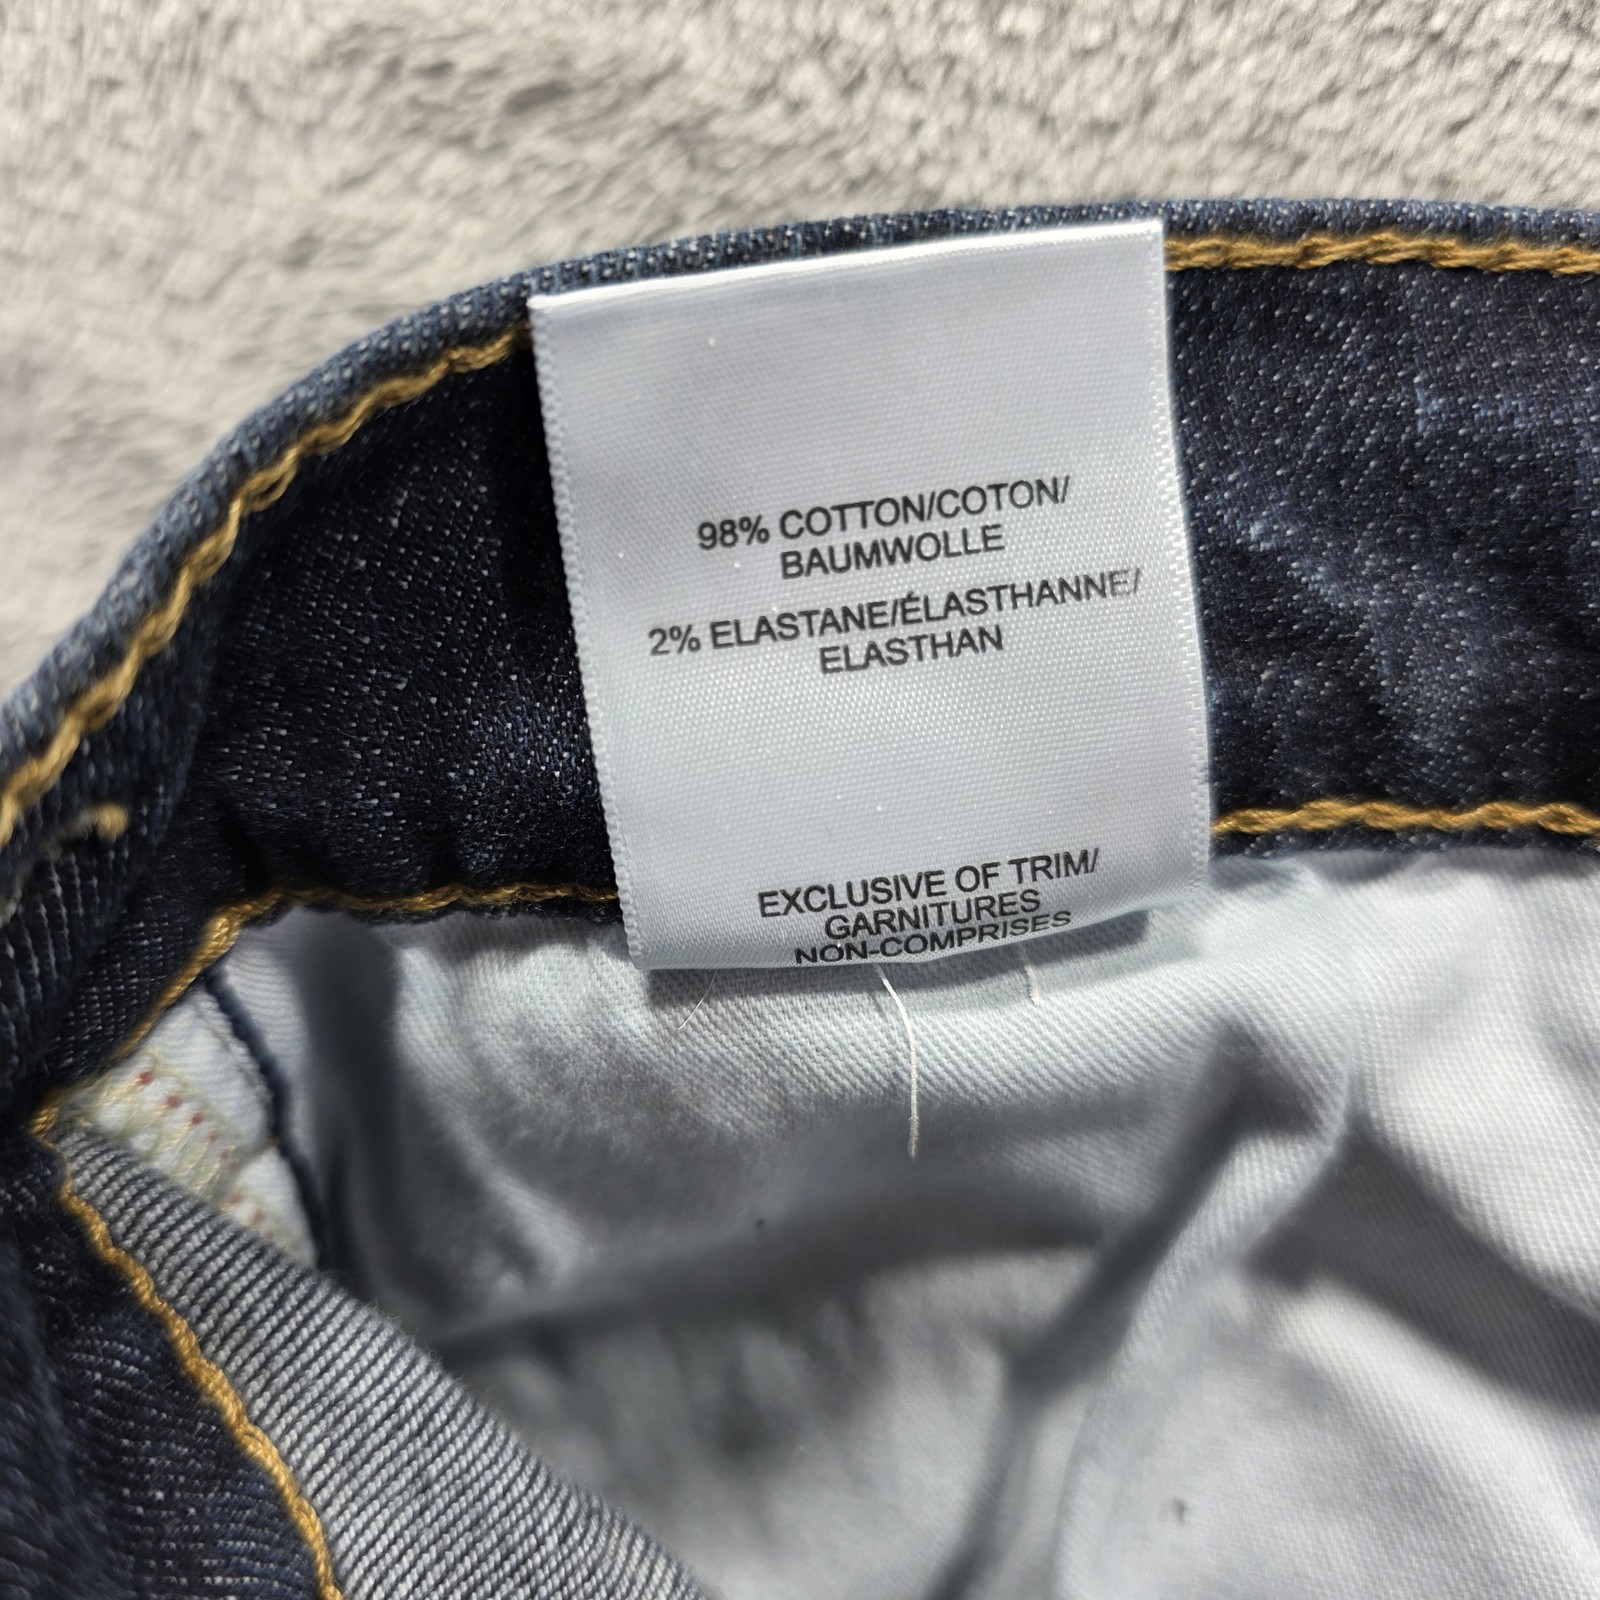 98% COTTON/COTON/
BAUMWOLLE
2% ELASTANE/ÉLASTHANNE/
ELASTHAN
EXCLUSIVE OF TRIM/
GARNITURES
NON-COMPRISES